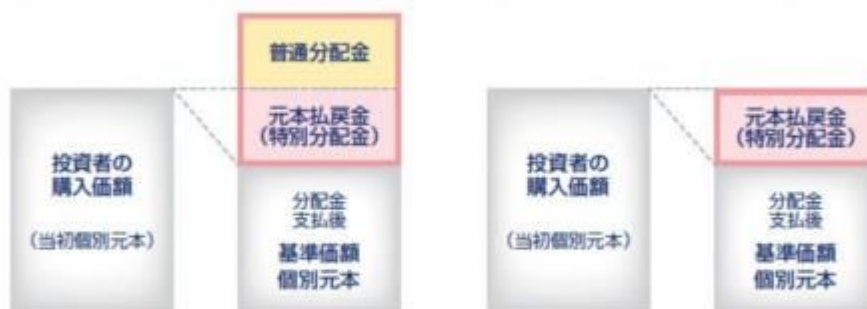 普通分配金
元本払戻金
(特別分配金)
投資者の
購入価額
(当初個別元本)
分配金
支払後
基準価額
個別元本
元本払戻金
(特別分配金)
投資者の
購入価額
(当初個別元本)
分配金
支払後
基準価額
個別元本